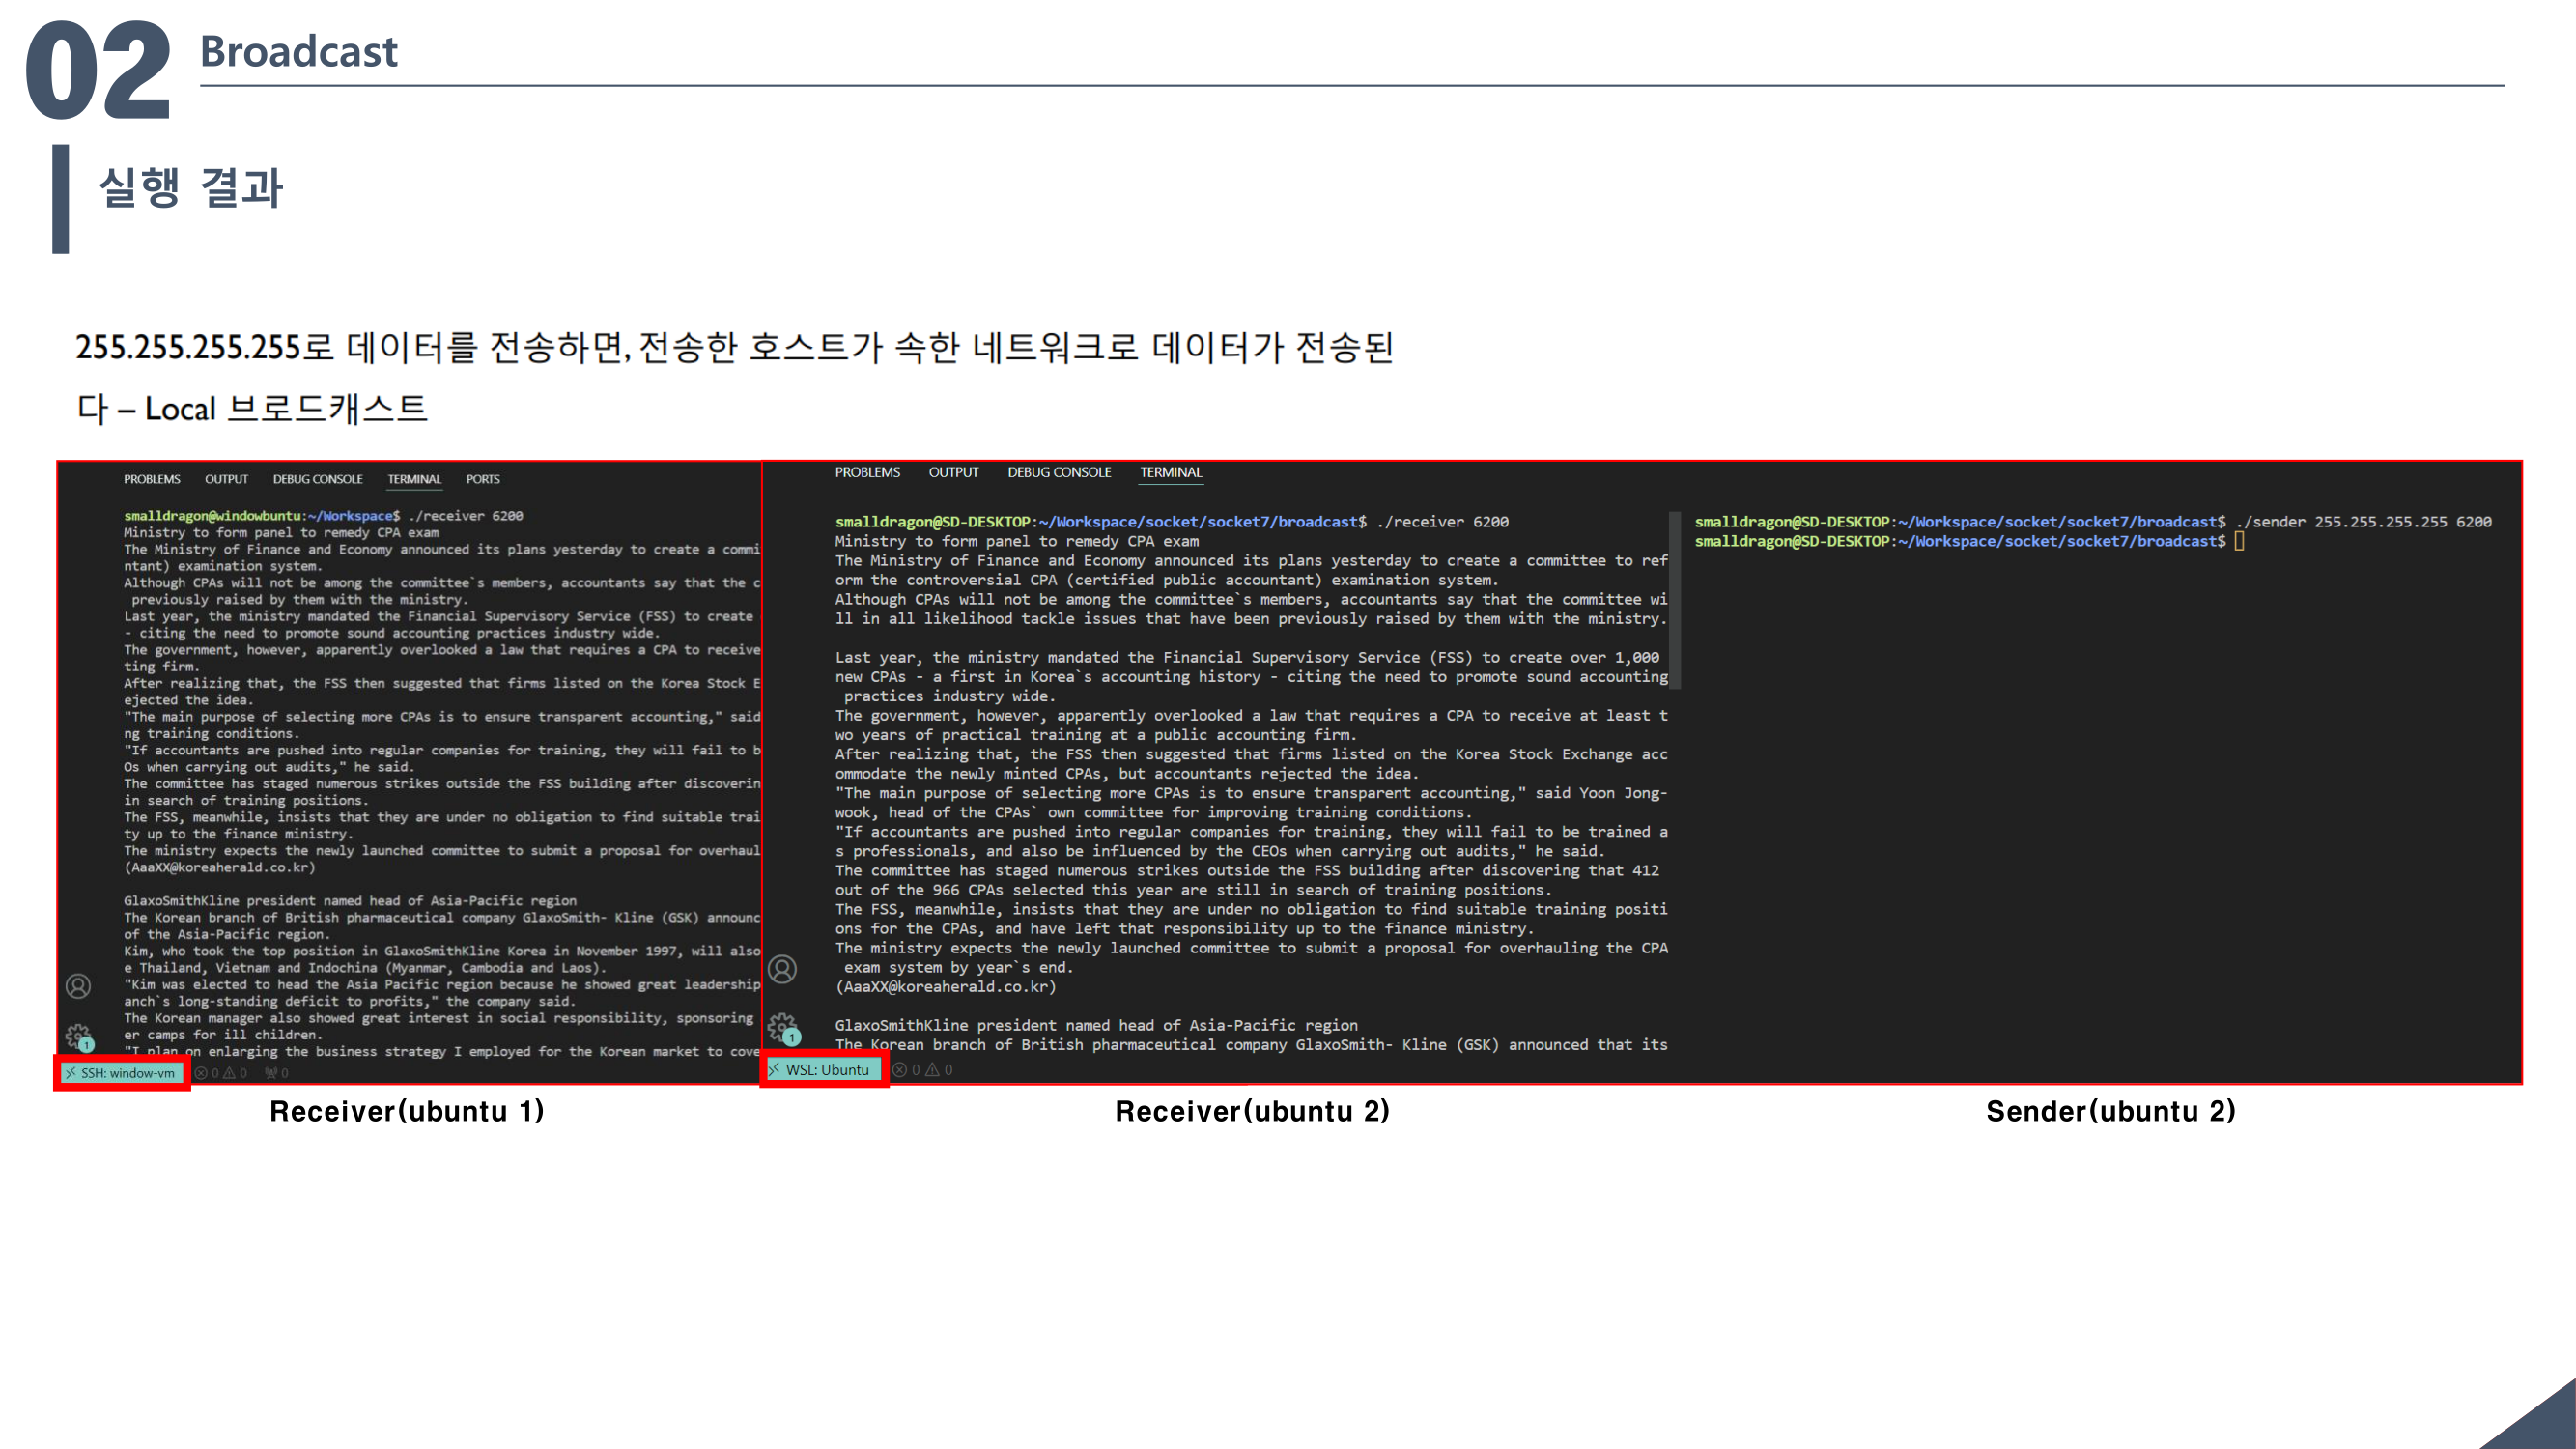 02 Broadcast
실행 결과
255.255.255.255로 데이터를 전송하면, 전송한 호스트가 속한 네트워크로 데이터가 전송된
다 – Local 브로드캐스트
PROBLEMS OUTPUT DEBUG CONSOLE TERMINAL PORTS
smalldragon@windowbuntu:~/Workspace$ ./receiver 6200
Ministry to form panel to remedy CPA exam
The Ministry of Finance and Economy announced its plans yesterday to create a commi
ntant) examination system.
Although CPAs will not be among the committee`s members, accountants say that the c
previously raised by them with the ministry.
Last year, the ministry mandated the Financial Supervisory Service (FSS) to create
- citing the need to promote sound accounting practices industry wide.
The government, however, apparently overlooked a law that requires a CPA to receive
ting firm.
After realizing that, the FSS then suggested that firms listed on the Korea Stock E
ejected the idea.
"The main purpose of selecting more CPAs is to ensure transparent accounting," said
ng training conditions.
"If accountants are pushed into regular companies for training, they will fail to b
Os when carrying out audits," he said.
The committee has staged numerous strikes outside the FSS building after discoverin
in search of training positions.
The FSS, meanwhile, insists that they are under no obligation to find suitable trai
ty up to the finance ministry.
The ministry expects the newly launched committee to submit a proposal for overhaul
(AaaXX@koreaherald.co.kr)
GlaxoSmithKline president named head of Asia-Pacific region
The Korean branch of British pharmaceutical company GlaxoSmith- Kline (GSK) announc
of the Asia-Pacific region.
Kim, who took the top position in GlaxoSmithKline Korea in November 1997, will also
e Thailand, Vietnam and Indochina (Myanmar, Cambodia and Laos).
"Kim was elected to head the Asia Pacific region because he showed great leadership
anch`s long-standing deficit to profits," the company said.
The Korean manager also showed great interest in social responsibility, sponsoring
er camps for ill children.
"I plan on enlarging the business strategy I employed for the Korean market to cove
1
SSH: window-vm 0 0 0
PROBLEMS OUTPUT DEBUG CONSOLE TERMINAL
smalldragon@SD-DESKTOP:~/Workspace/socket/socket7/broadcast$ ./receiver 6200
Ministry to form panel to remedy CPA exam
The Ministry of Finance and Economy announced its plans yesterday to create a committee to ref
orm the controversial CPA (certified public accountant) examination system.
Although CPAs will not be among the committee`s members, accountants say that the committee wi
ll in all likelihood tackle issues that have been previously raised by them with the ministry.
Last year, the ministry mandated the Financial Supervisory Service (FSS) to create over 1,000
new CPAs - a first in Korea`s accounting history - citing the need to promote sound accounting
practices industry wide.
The government, however, apparently overlooked a law that requires a CPA to receive at least t
wo years of practical training at a public accounting firm.
After realizing that, the FSS then suggested that firms listed on the Korea Stock Exchange acc
ommodate the newly minted CPAs, but accountants rejected the idea.
"The main purpose of selecting more CPAs is to ensure transparent accounting," said Yoon Jong-
wook, head of the CPAs` own committee for improving training conditions.
"If accountants are pushed into regular companies for training, they will fail to be trained a
s professionals, and also be influenced by the CEOs when carrying out audits," he said.
The committee has staged numerous strikes outside the FSS building after discovering that 412
out of the 966 CPAs selected this year are still in search of training positions.
The FSS, meanwhile, insists that they are under no obligation to find suitable training positi
ons for the CPAs, and have left that responsibility up to the finance ministry.
The ministry expects the newly launched committee to submit a proposal for overhauling the CPA
exam system by year`s end.
(AaaXX@koreaherald.co.kr)
GlaxoSmithKline president named head of Asia-Pacific region
The Korean branch of British pharmaceutical company GlaxoSmith- Kline (GSK) announced that its
1
WSL: Ubuntu 0 0
smalldragon@SD-DESKTOP:~/Workspace/socket/socket7/broadcast$ ./sender 255.255.255.255 6200
smalldragon@SD-DESKTOP:~/Workspace/socket/socket7/broadcast$
Receiver(ubuntu 1)
Receiver(ubuntu 2)
Sender(ubuntu 2)